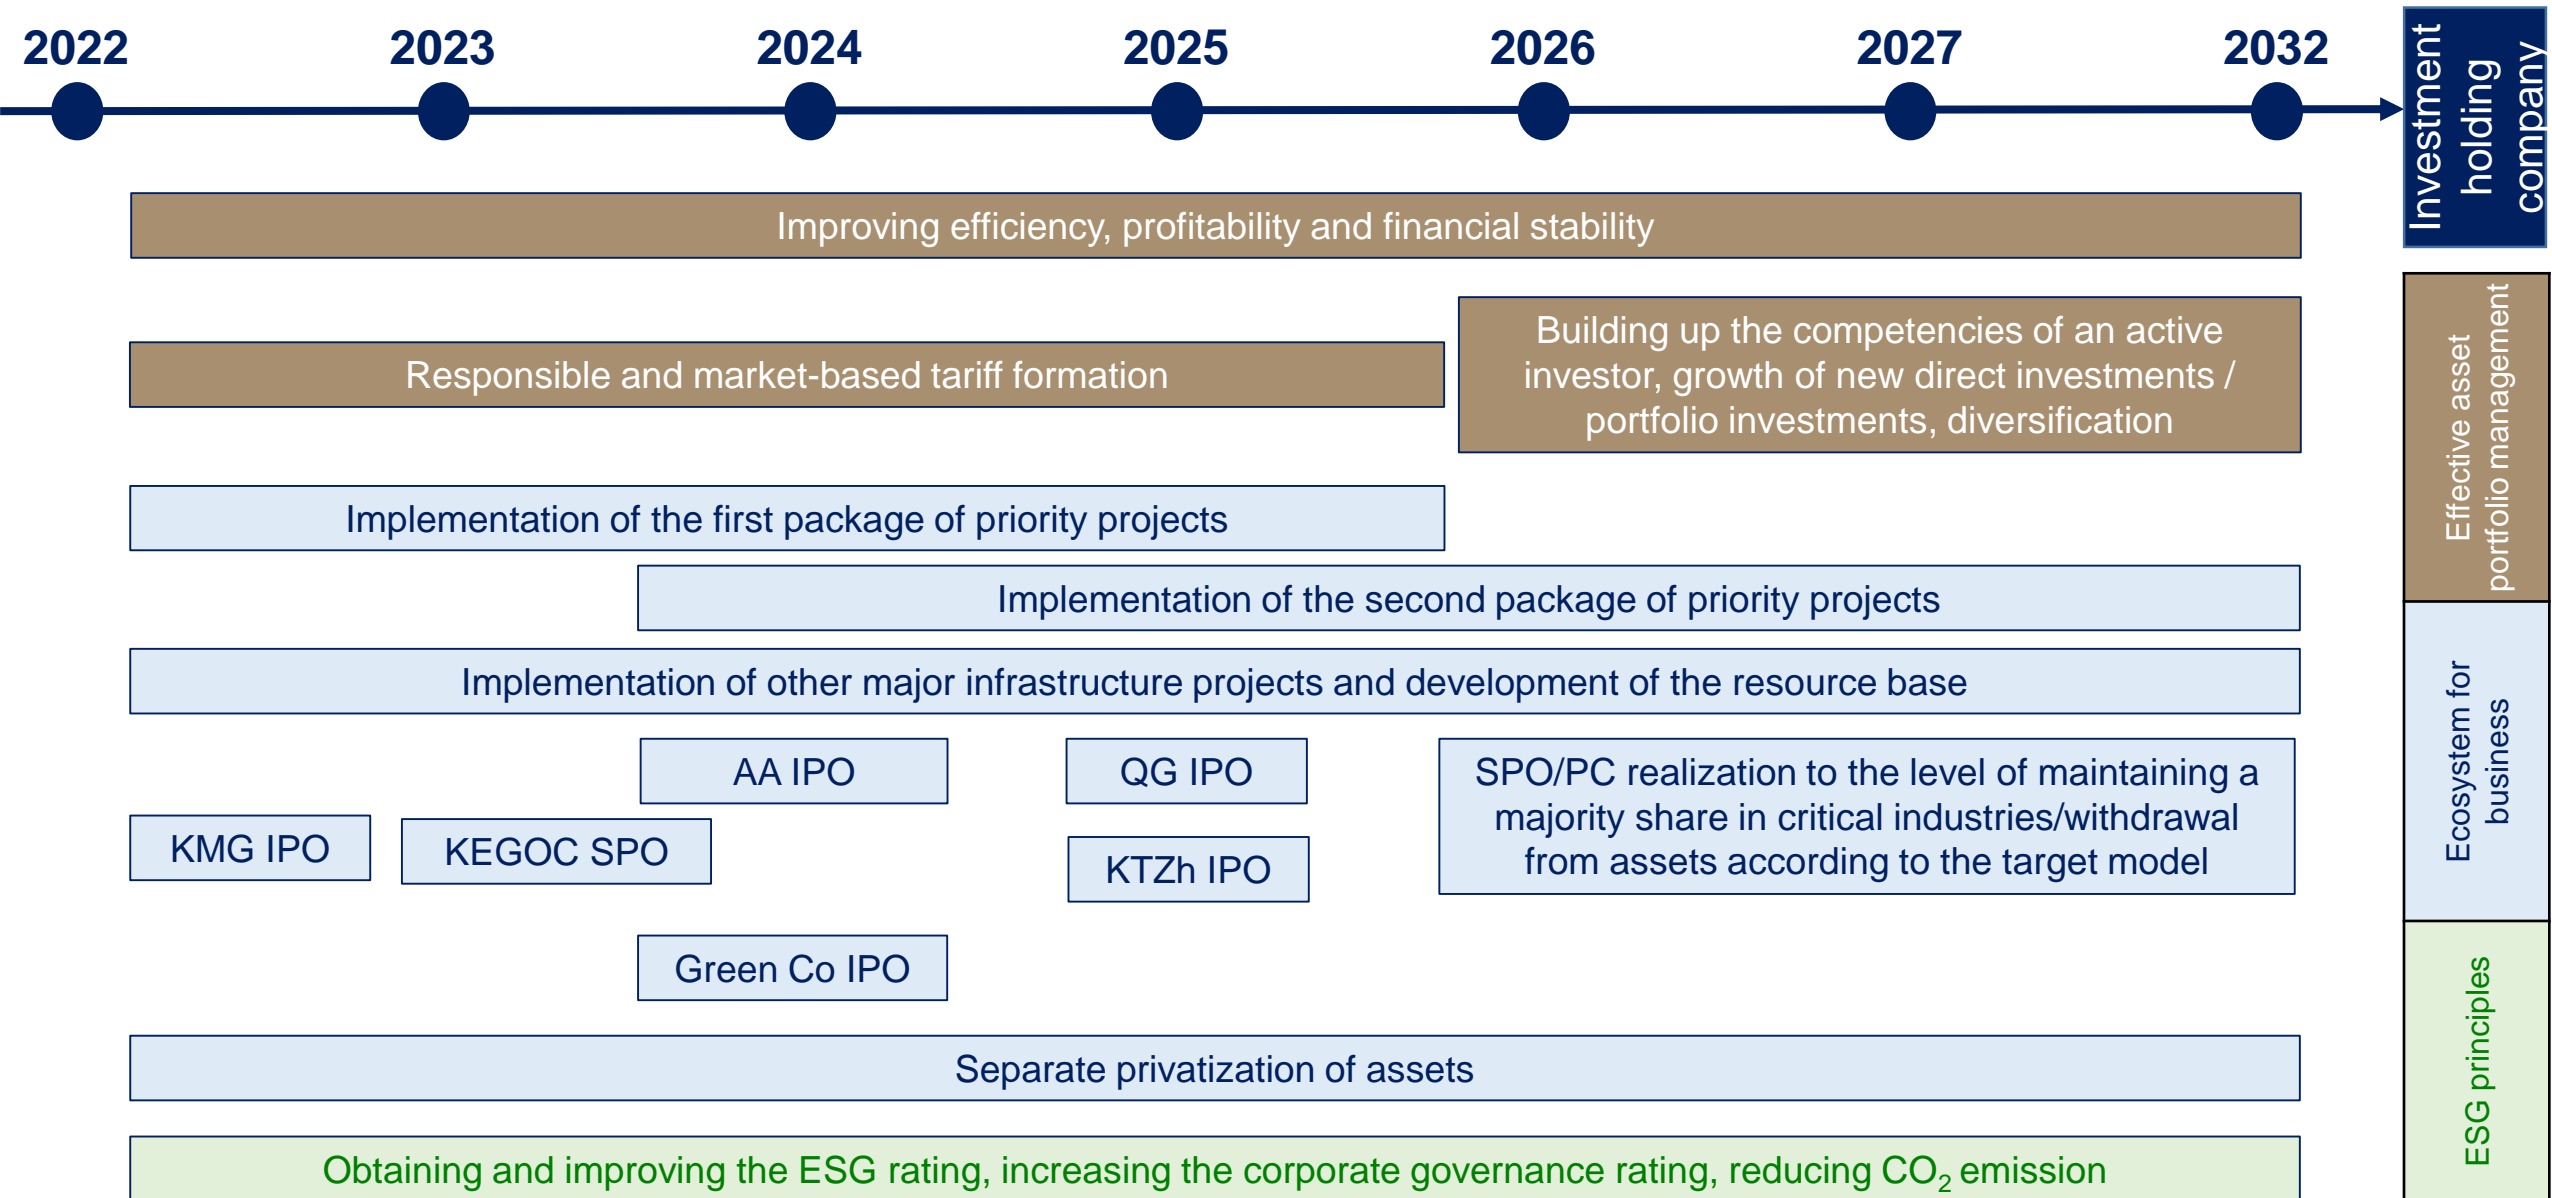 2022 2023 2024 2025 2026 2027 2032
Investment
holding
company
Improving efficiency, profitability and financial stability
Responsible and market-based tariff formation
Building up the competencies of an active
investor, growth of new direct investments /
portfolio investments, diversification
Effective asset
portfolio management
Implementation of the first package of priority projects
Implementation of the second package of priority projects
Implementation of other major infrastructure projects and development of the resource base
Ecosystem for
business
AA IPO
QG IPO
SPO/PC realization to the level of maintaining a
majority share in critical industries/withdrawal
from assets according to the target model
KMG IPO
KEGOC SPO
KTZh IPO
Green Co IPO
ESG principles
Separate privatization of assets
Obtaining and improving the ESG rating, increasing the corporate governance rating, reducing CO₂ emission